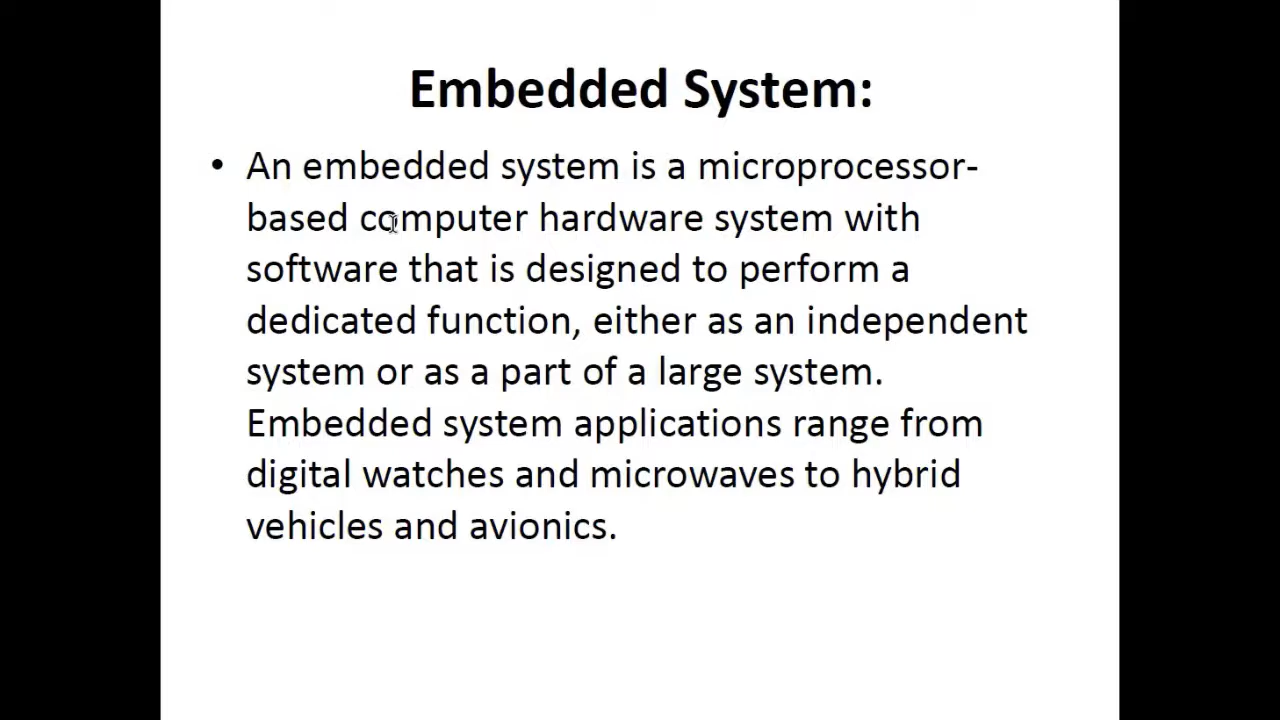 Embedded System:
• An embedded system is a microprocessor-
based computer hardware system with
software that is designed to perform a
dedicated function, either as an independent
system or as a part of a large system.
Embedded system applications range from
digital watches and microwaves to hybrid
vehicles and avionics.